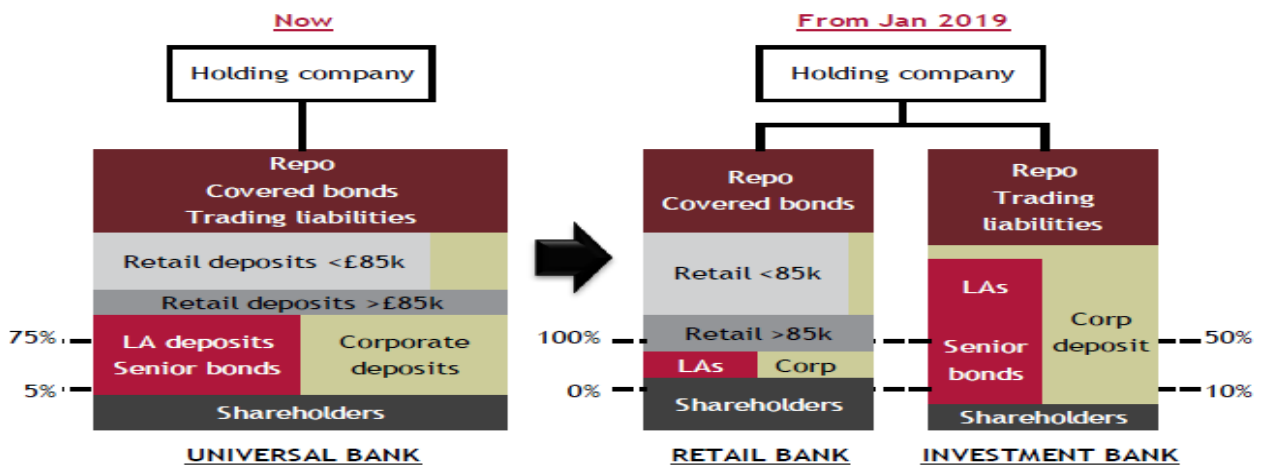 Now
Holding company
Repo
Covered bonds
Trading liabilities
Retail deposits <£85k
Retail deposits >£85k
75%
LA deposits
Senior bonds
Corporate
deposits
5%
Shareholders
UNIVERSAL BANK
From Jan 2019
Holding company
Repo
Covered bonds
Retail <85k
Retail >85k
100%
LAs
Corp
0%
Shareholders
RETAIL BANK
Repo
Trading
liabilities
LAs
Senior
bonds
Corp
deposit
50%
10%
Shareholders
INVESTMENT BANK